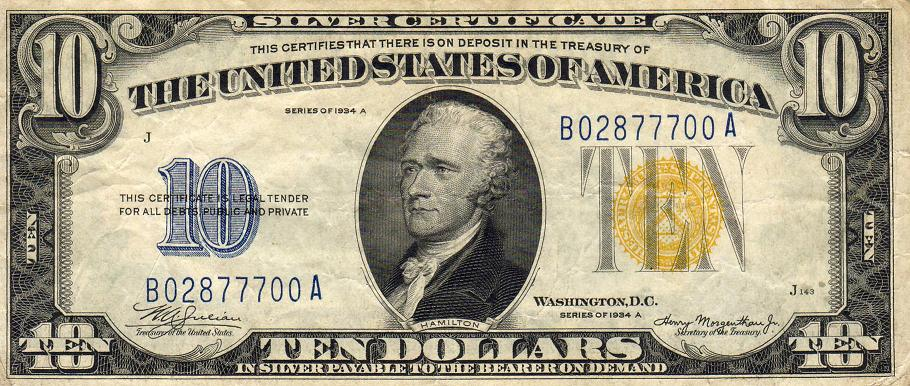 SILVER CERTIFICATE
10
10
THIS CERTIFIES THAT THERE IS ON DEPOSIT IN THE TREASURY OF
THE UNITED STATES OF AMERICA
SERIES OF 1934 A
B02877700 A
J
10
TEN
THIS CERTIFICATE IS LEGAL TENDER
FOR ALL DEBTS, PUBLIC AND PRIVATE
TEN
TEN
B02877700 A
WASHINGTON, D.C.
SERIES OF 1934 A
J 143
W A Julian
Treasurer of the United States.
HAMILTON
Henry Morgenthau Jr.
Secretary of the Treasury.
10
TEN
TEN DOLLARS
10
TEN
IN SILVER PAYABLE TO THE BEARER ON DEMAND